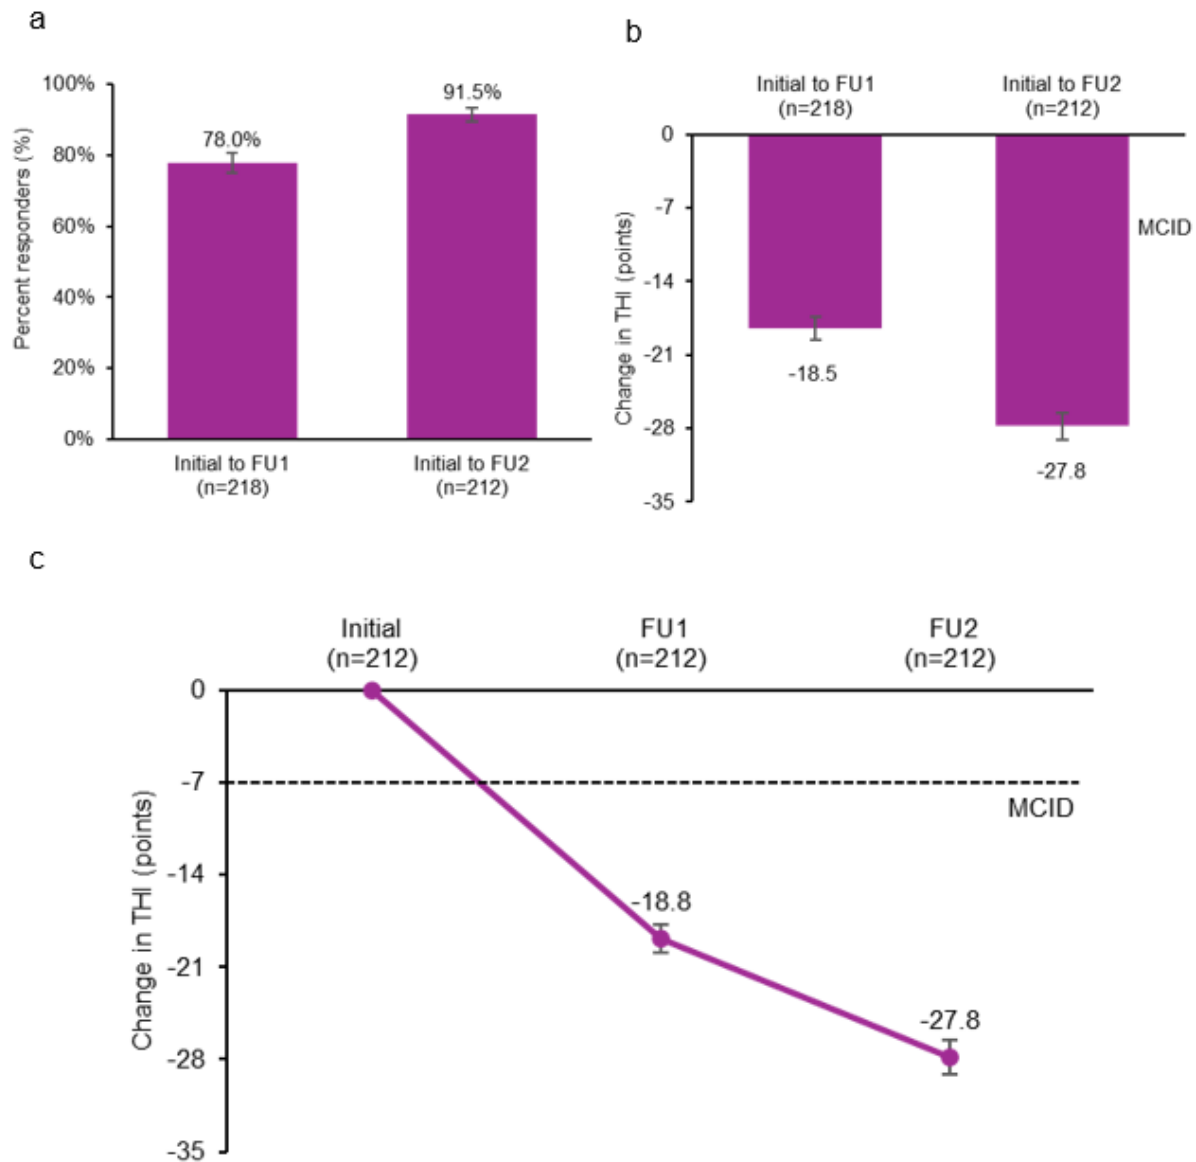 a
Percent responders (%)
100%
80%
60%
40%
20%
0%
78.0%
91.5%
Initial to FU1
(n=218)
Initial to FU2
(n=212)
b
Initial to FU1
(n=218)
Initial to FU2
(n=212)
Change in THI (points)
0
-7
-14
-21
-28
-35
MCID
-18.5
-27.8
c
Initial
(n=212)
FU1
(n=212)
FU2
(n=212)
Change in THI (points)
0
-7
-14
-21
-28
-35
MCID
-18.8
-27.8